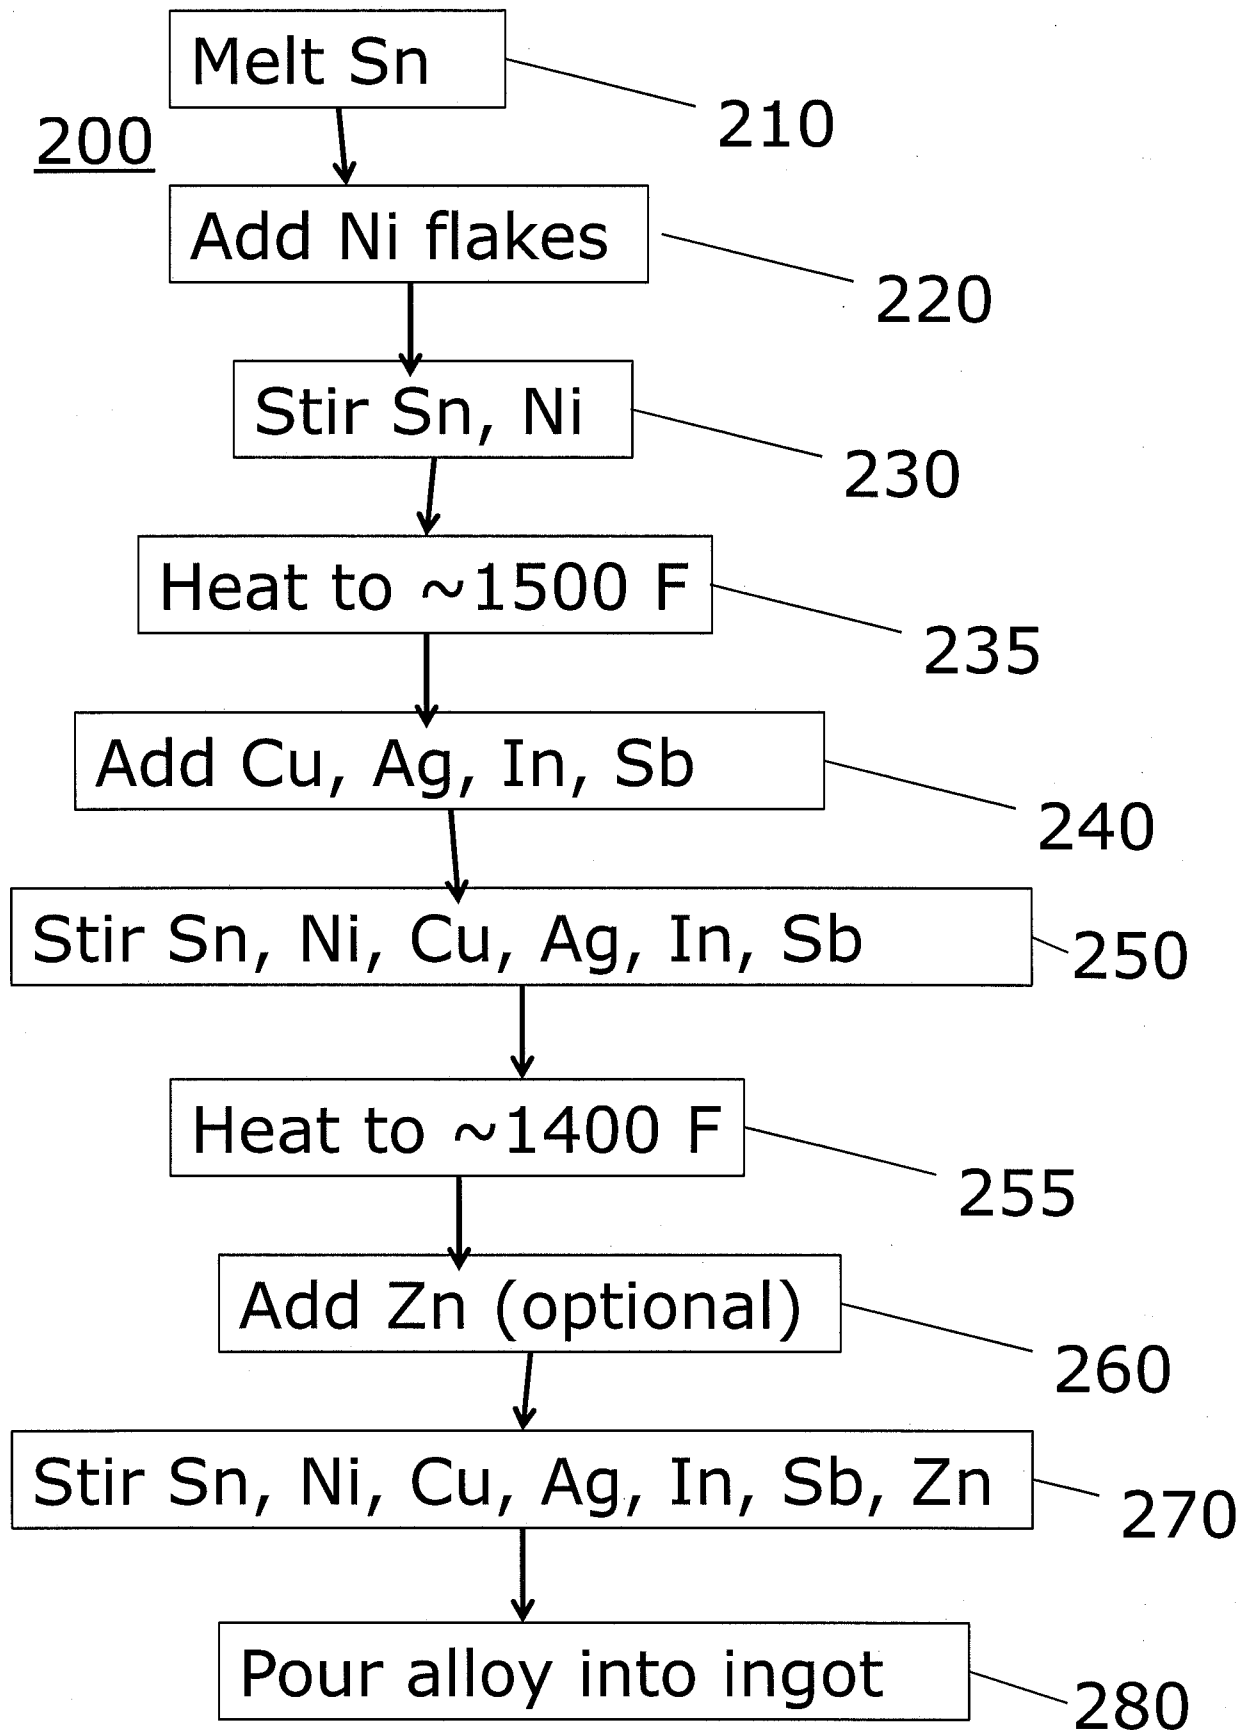 Melt Sn
210
200
Add Ni flakes
220
Stir Sn, Ni
230
Heat to ~1500 F
235
Add Cu, Ag, In, Sb
240
Stir Sn, Ni, Cu, Ag, In, Sb
250
Heat to ~1400 F
255
Add Zn (optional)
260
Stir Sn, Ni, Cu, Ag, In, Sb, Zn
270
Pour alloy into ingot
280